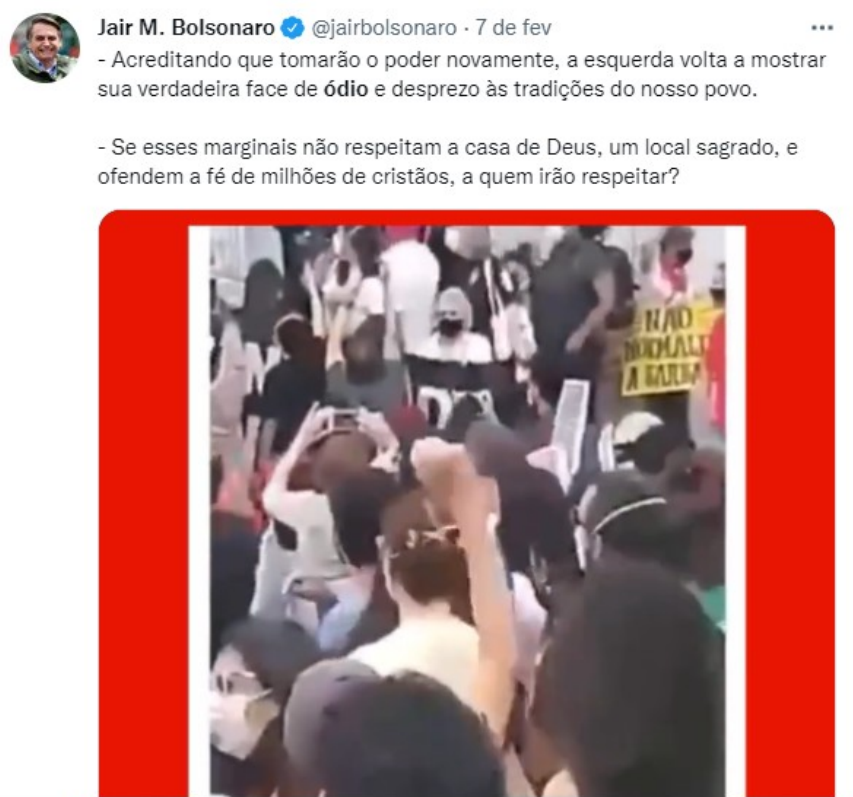 Jair M. Bolsonaro @jairbolsonaro · 7 de fev
- Acreditando que tomarão o poder novamente, a esquerda volta a mostrar
sua verdadeira face de ódio e desprezo às tradições do nosso povo.
- Se esses marginais não respeitam a casa de Deus, um local sagrado, e
ofendem a fé de milhões de cristãos, a quem irão respeitar?
NÃO
A